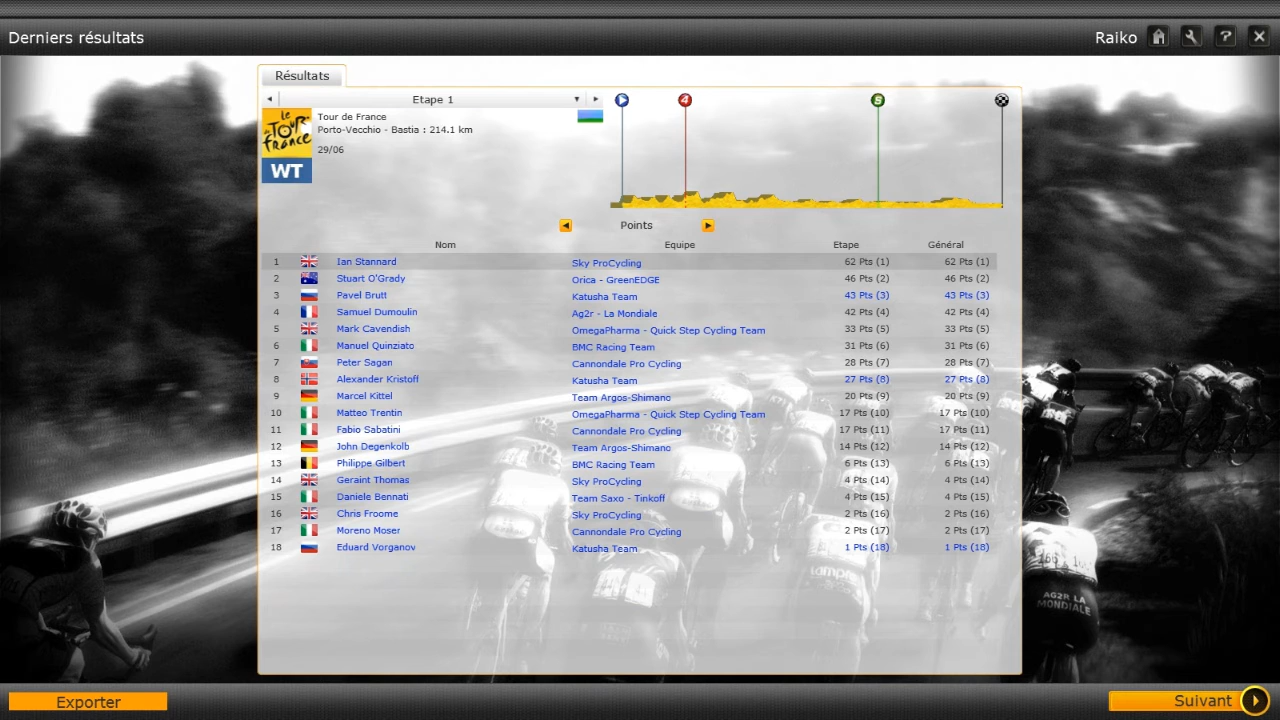 Derniers résultats
Raiko
Résultats
Etape 1
4
S
le TOUR de France
WT
Tour de France
Porto-Vecchio - Bastia : 214.1 km
29/06
Points
Nom Equipe Etape Général
1 Ian Stannard Sky ProCycling 62 Pts (1) 62 Pts (1)
2 Stuart O'Grady Orica - GreenEDGE 46 Pts (2) 46 Pts (2)
3 Pavel Brutt Katusha Team 43 Pts (3) 43 Pts (3)
4 Samuel Dumoulin Ag2r - La Mondiale 42 Pts (4) 42 Pts (4)
5 Mark Cavendish OmegaPharma - Quick Step Cycling Team 33 Pts (5) 33 Pts (5)
6 Manuel Quinziato BMC Racing Team 31 Pts (6) 31 Pts (6)
7 Peter Sagan Cannondale Pro Cycling 28 Pts (7) 28 Pts (7)
8 Alexander Kristoff Katusha Team 27 Pts (8) 27 Pts (8)
9 Marcel Kittel Team Argos-Shimano 20 Pts (9) 20 Pts (9)
10 Matteo Trentin OmegaPharma - Quick Step Cycling Team 17 Pts (10) 17 Pts (10)
11 Fabio Sabatini Cannondale Pro Cycling 17 Pts (11) 17 Pts (11)
12 John Degenkolb Team Argos-Shimano 14 Pts (12) 14 Pts (12)
13 Philippe Gilbert BMC Racing Team 6 Pts (13) 6 Pts (13)
14 Geraint Thomas Sky ProCycling 4 Pts (14) 4 Pts (14)
15 Daniele Bennati Team Saxo - Tinkoff 4 Pts (15) 4 Pts (15)
16 Chris Froome Sky ProCycling 2 Pts (16) 2 Pts (16)
17 Moreno Moser Cannondale Pro Cycling 2 Pts (17) 2 Pts (17)
18 Eduard Vorganov Katusha Team 1 Pts (18) 1 Pts (18)
Lampre
AG2R LA
MONDIALE
Exporter
Suivant